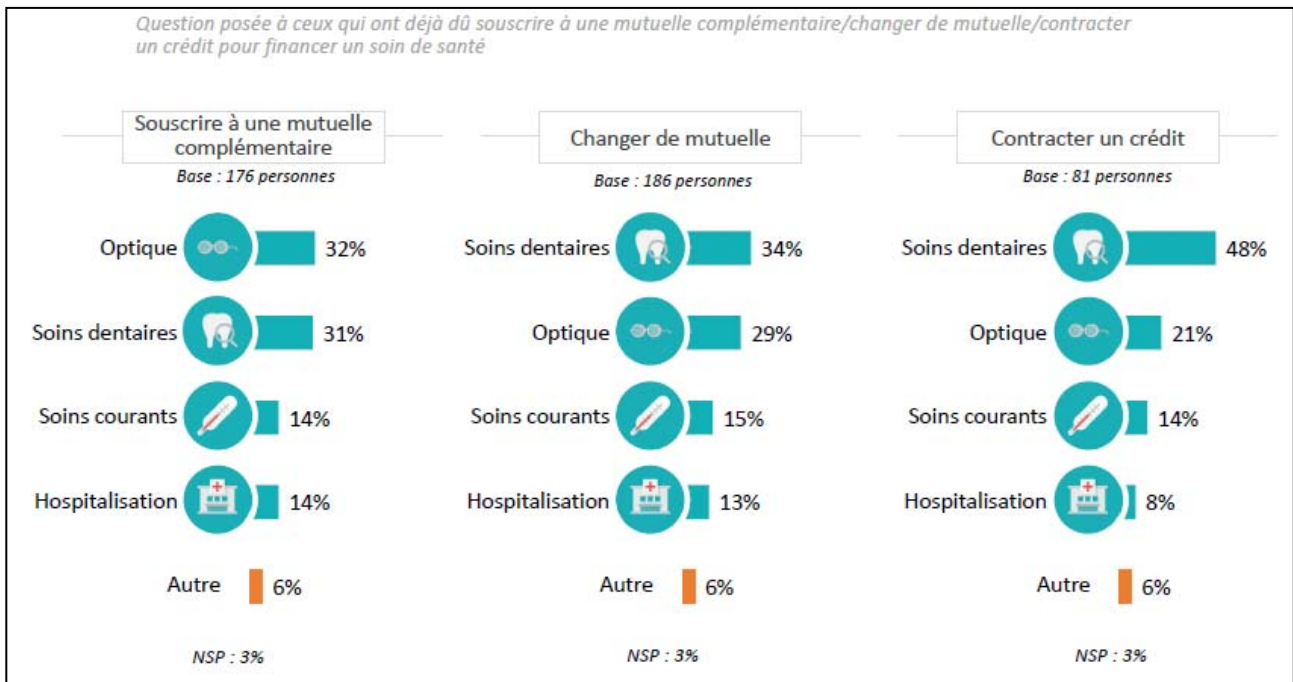 Question posée à ceux qui ont déjà dû souscrire à une mutuelle complémentaire/changer de mutuelle/contracter
un crédit pour financer un soin de santé
Souscrire à une mutuelle
complémentaire
Base : 176 personnes
Optique 32%
Soins dentaires 31%
Soins courants 14%
Hospitalisation 14%
Autre 6%
NSP : 3%
Changer de mutuelle
Base : 186 personnes
Soins dentaires 34%
Optique 29%
Soins courants 15%
Hospitalisation 13%
Autre 6%
NSP : 3%
Contracter un crédit
Base : 81 personnes
Soins dentaires 48%
Optique 21%
Soins courants 14%
Hospitalisation 8%
Autre 6%
NSP : 3%